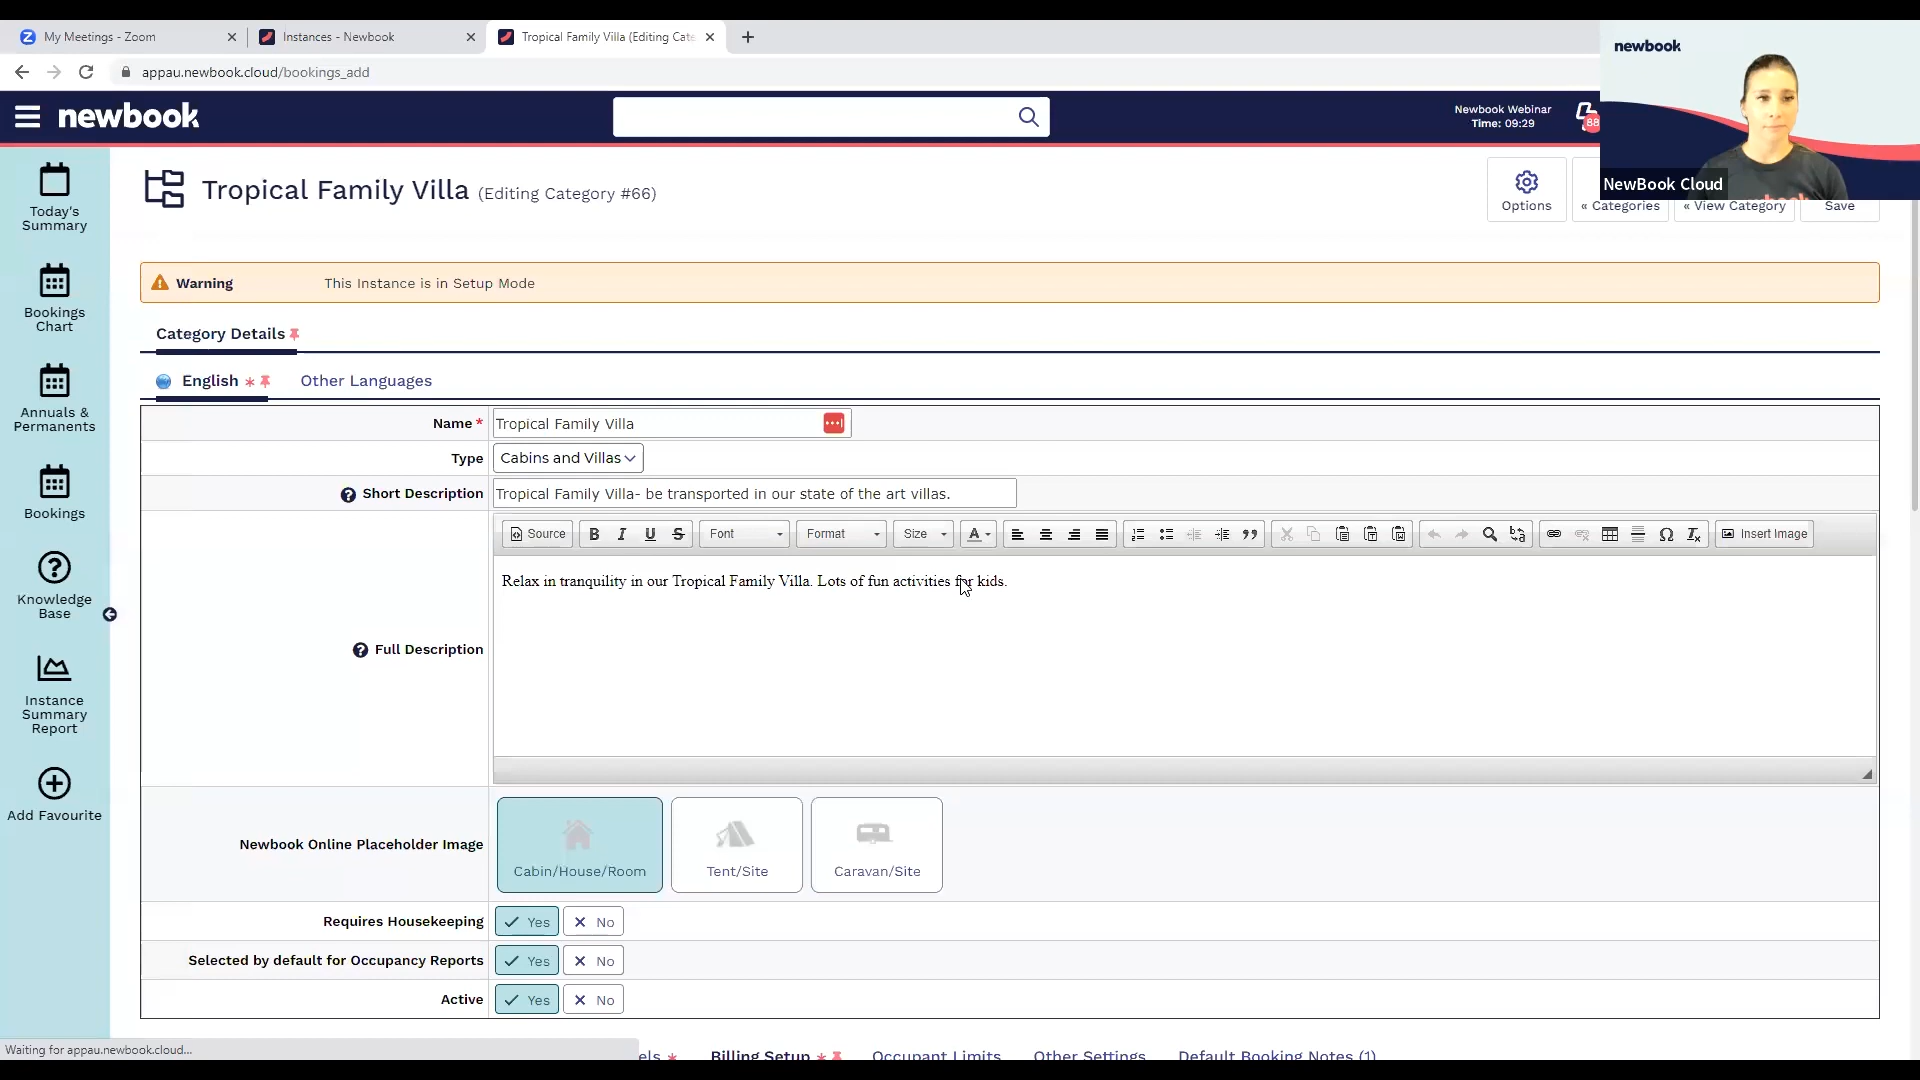 My Meetings - Zoom
Instances - Newbook
Tropical Family Villa (Editing Cate
appau.newbook.cloud/bookings_add
newbook
Newbook Webinar
Time: 09:29
88
newbook
NewBook Cloud
Today's
Summary
Bookings
Chart
Annuals &
Permanents
Bookings
Knowledge
Base
Instance
Summary
Report
Add Favourite
Tropical Family Villa (Editing Category #66)
Options
« Categories
« View Category
Save
Warning
This Instance is in Setup Mode
Category Details
English *
Other Languages
Name *
Tropical Family Villa
Type
Cabins and Villas
Short Description
Tropical Family Villa- be transported in our state of the art villas.
Source
Font
Format
Size
Insert Image
Full Description
Relax in tranquility in our Tropical Family Villa. Lots of fun activities for kids.
Newbook Online Placeholder Image
Cabin/House/Room
Tent/Site
Caravan/Site
Requires Housekeeping
Yes
No
Selected by default for Occupancy Reports
Yes
No
Active
Yes
No
Waiting for appau.newbook.cloud...
Billing Setup *
Occupant Limits
Other Settings
Default Booking Notes (1)